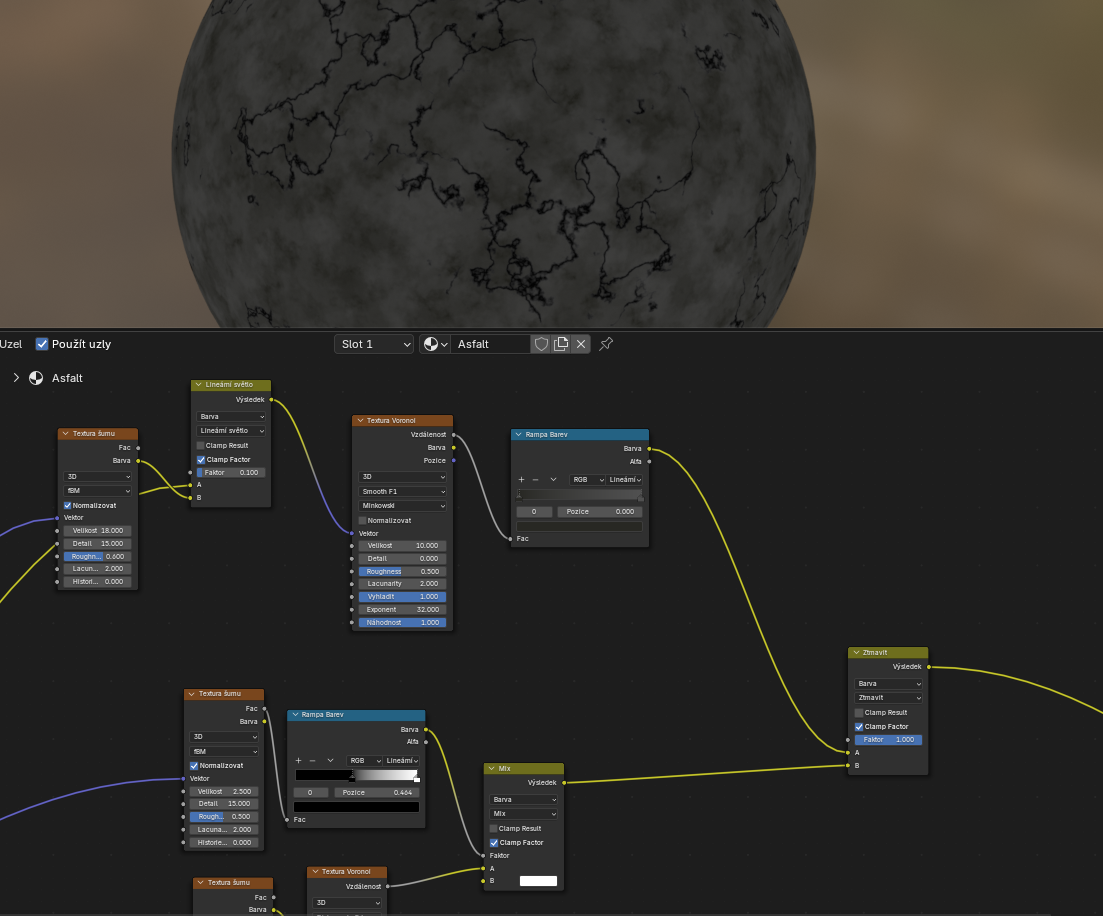 Uzel
Použít uzly
Slot 1
Asfalt
Asfalt
Lineární světlo
Výsledek
Barva
Lineární světlo
Clamp Result
Clamp Factor
Faktor 0.100
A
B
Textura šumu
Fac
Barva
3D
fBM
Normalizovat
Vektor
Velikost 18.000
Detail 15.000
Roughn... 0.600
Lacun... 2.000
Histori... 0.000
Textura Voronoi
Vzdálenost
Barva
Pozice
3D
Smooth F1
Minkowski
Normalizovat
Vektor
Velikost 10.000
Detail 0.000
Roughness 0.500
Lacunarity 2.000
Vyhladit 1.000
Exponent 32.000
Náhodnost 1.000
Rampa Barev
Barva
Alfa
RGB Lineární
0 Pozice 0.000
Fac
Textura šumu
Fac
Barva
3D
fBM
Normalizovat
Vektor
Velikost 2.500
Detail 15.000
Rough... 0.500
Lacuna... 2.000
Historie... 0.000
Rampa Barev
Barva
Alfa
RGB Lineární
0 Pozice 0.464
Fac
Mix
Výsledek
Barva
Mix
Clamp Result
Clamp Factor
Faktor
A
B
Ztmavit
Výsledek
Barva
Ztmavit
Clamp Result
Clamp Factor
Faktor 1.000
A
B
Textura šumu
Fac
Barva
Textura Voronoi
Vzdálenost
3D